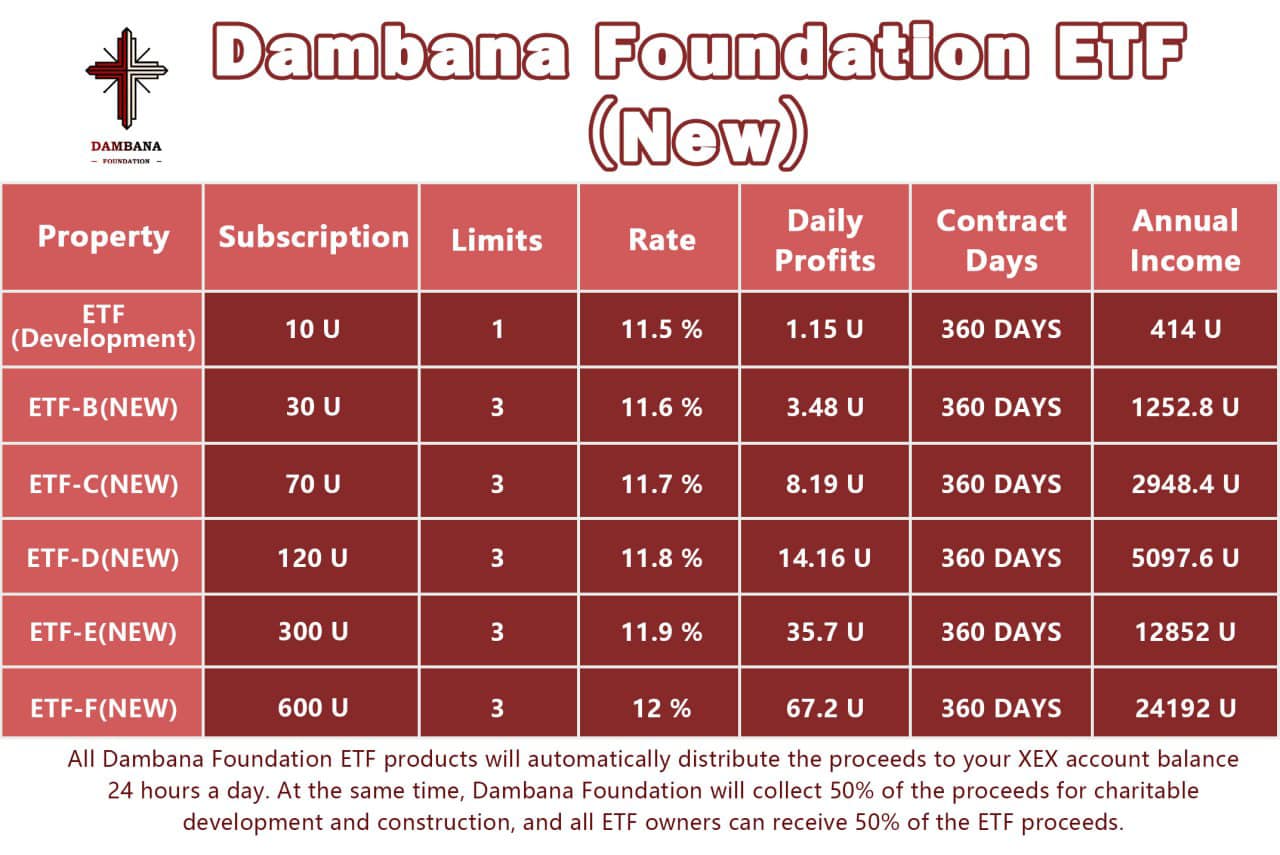 Dambana Foundation ETF
(New)
DAMBANA
FOUNDATION
Property Subscription Limits Rate Daily Profits Contract Days Annual Income
ETF (Development) 10 U 1 11.5 % 1.15 U 360 DAYS 414 U
ETF-B(NEW) 30 U 3 11.6 % 3.48 U 360 DAYS 1252.8 U
ETF-C(NEW) 70 U 3 11.7 % 8.19 U 360 DAYS 2948.4 U
ETF-D(NEW) 120 U 3 11.8 % 14.16 U 360 DAYS 5097.6 U
ETF-E(NEW) 300 U 3 11.9 % 35.7 U 360 DAYS 12852 U
ETF-F(NEW) 600 U 3 12 % 67.2 U 360 DAYS 24192 U
All Dambana Foundation ETF products will automatically distribute the proceeds to your XEX account balance
24 hours a day. At the same time, Dambana Foundation will collect 50% of the proceeds for charitable
development and construction, and all ETF owners can receive 50% of the ETF proceeds.